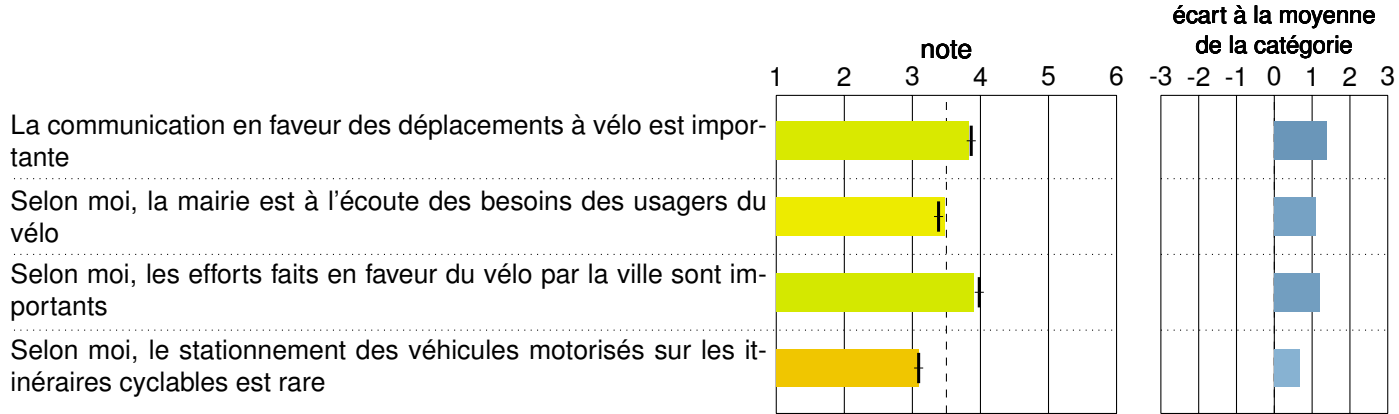 écart à la moyenne
de la catégorie
note
1 2 3 4 5 6
-3 -2 -1 0 1 2 3
La communication en faveur des déplacements à vélo est impor-
tante
Selon moi, la mairie est à l'écoute des besoins des usagers du
vélo
Selon moi, les efforts faits en faveur du vélo par la ville sont im-
portants
Selon moi, le stationnement des véhicules motorisés sur les it-
inéraires cyclables est rare